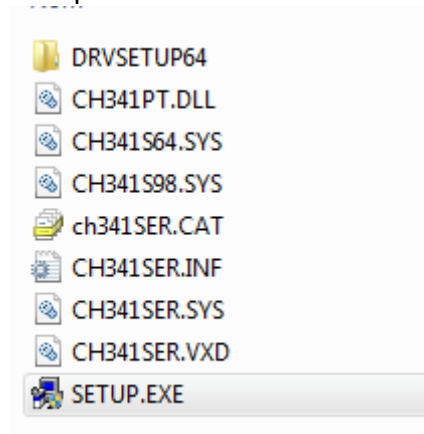 DRVSETUP64
CH341PT.DLL
CH341S64.SYS
CH341S98.SYS
ch341SER.CAT
CH341SER.INF
CH341SER.SYS
CH341SER.VXD
SETUP.EXE